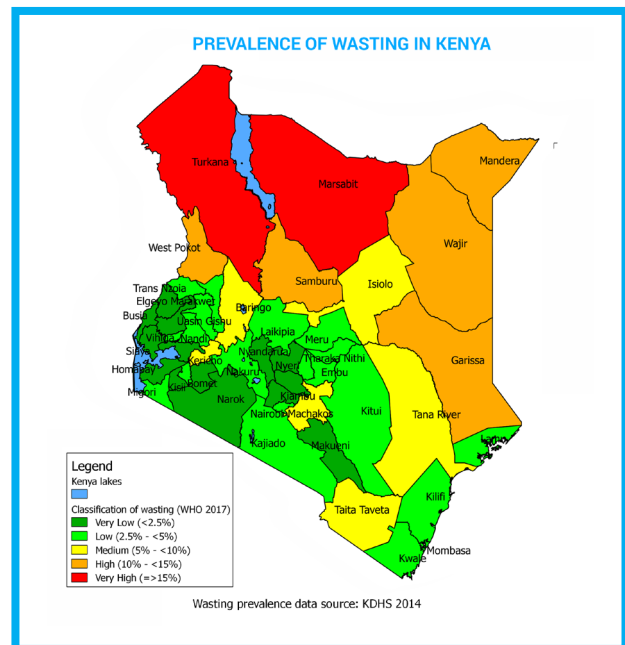 PREVALENCE OF WASTING IN KENYA
Mandera
Turkana
Marsabit
Wajir
West Pokot
Samburu
Isiolo
Trans Nzoia
Elgeyo Marakwet
Baringo
Busia
Uasin Gishu
Laikipia
Vihiga
Nandi
Meru
Siaya
Kericho
Nyandarua
Tharaka Nithi
Garissa
Homabay
Nakuru
Nyeri
Embu
Kisii
Bomet
Migori
Narok
Kiambu
Nairobi
Machakos
Kitui
Tana River
Kajiado
Makueni
Lamu
Legend
Kenya lakes
Classification of wasting (WHO 2017)
Very Low (<2.5%)
Low (2.5% - <5%)
Medium (5% - <10%)
High (10% - <15%)
Very High (=>15%)
Kilifi
Taita Taveta
Mombasa
Kwale
Wasting prevalence data source: KDHS 2014